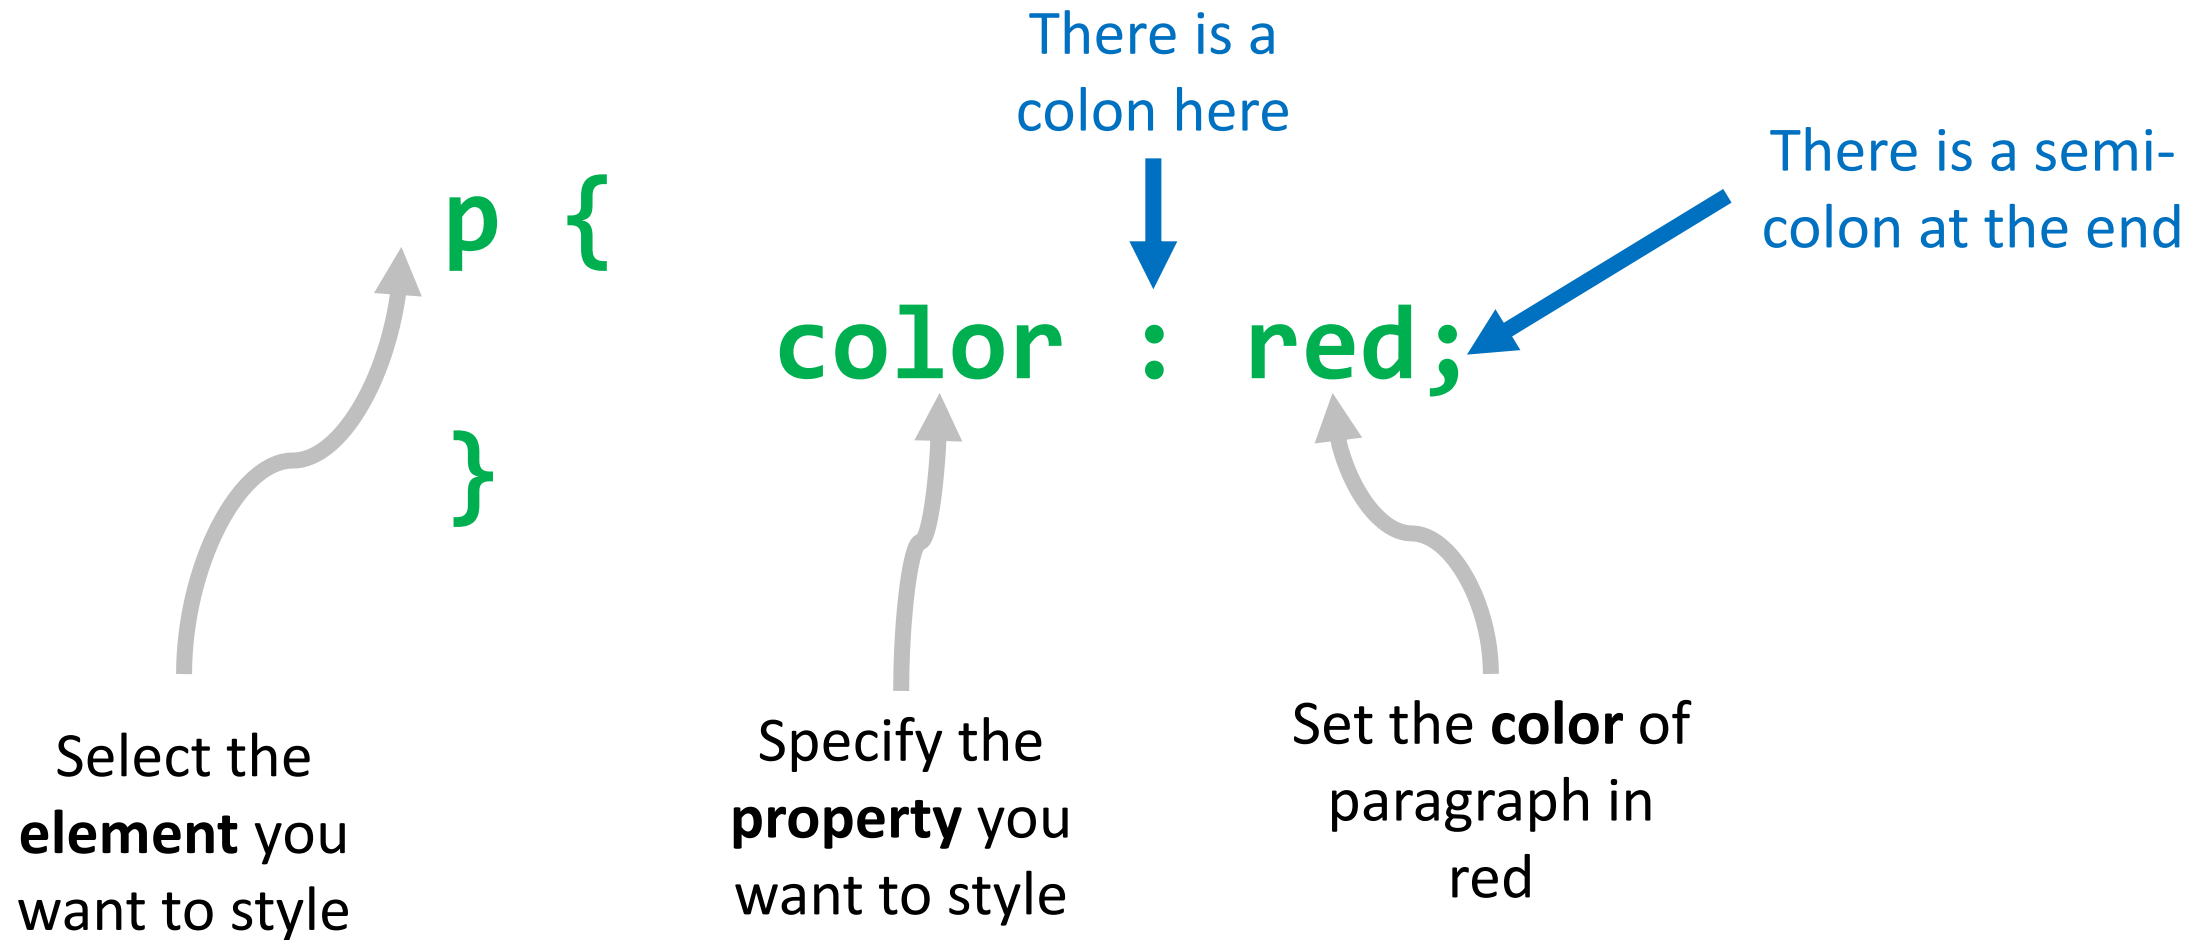 There is a
colon here
There is a semi-
colon at the end
p {
color : red;
}
Select the
element you
want to style
Specify the
property you
want to style
Set the color of
paragraph in
red